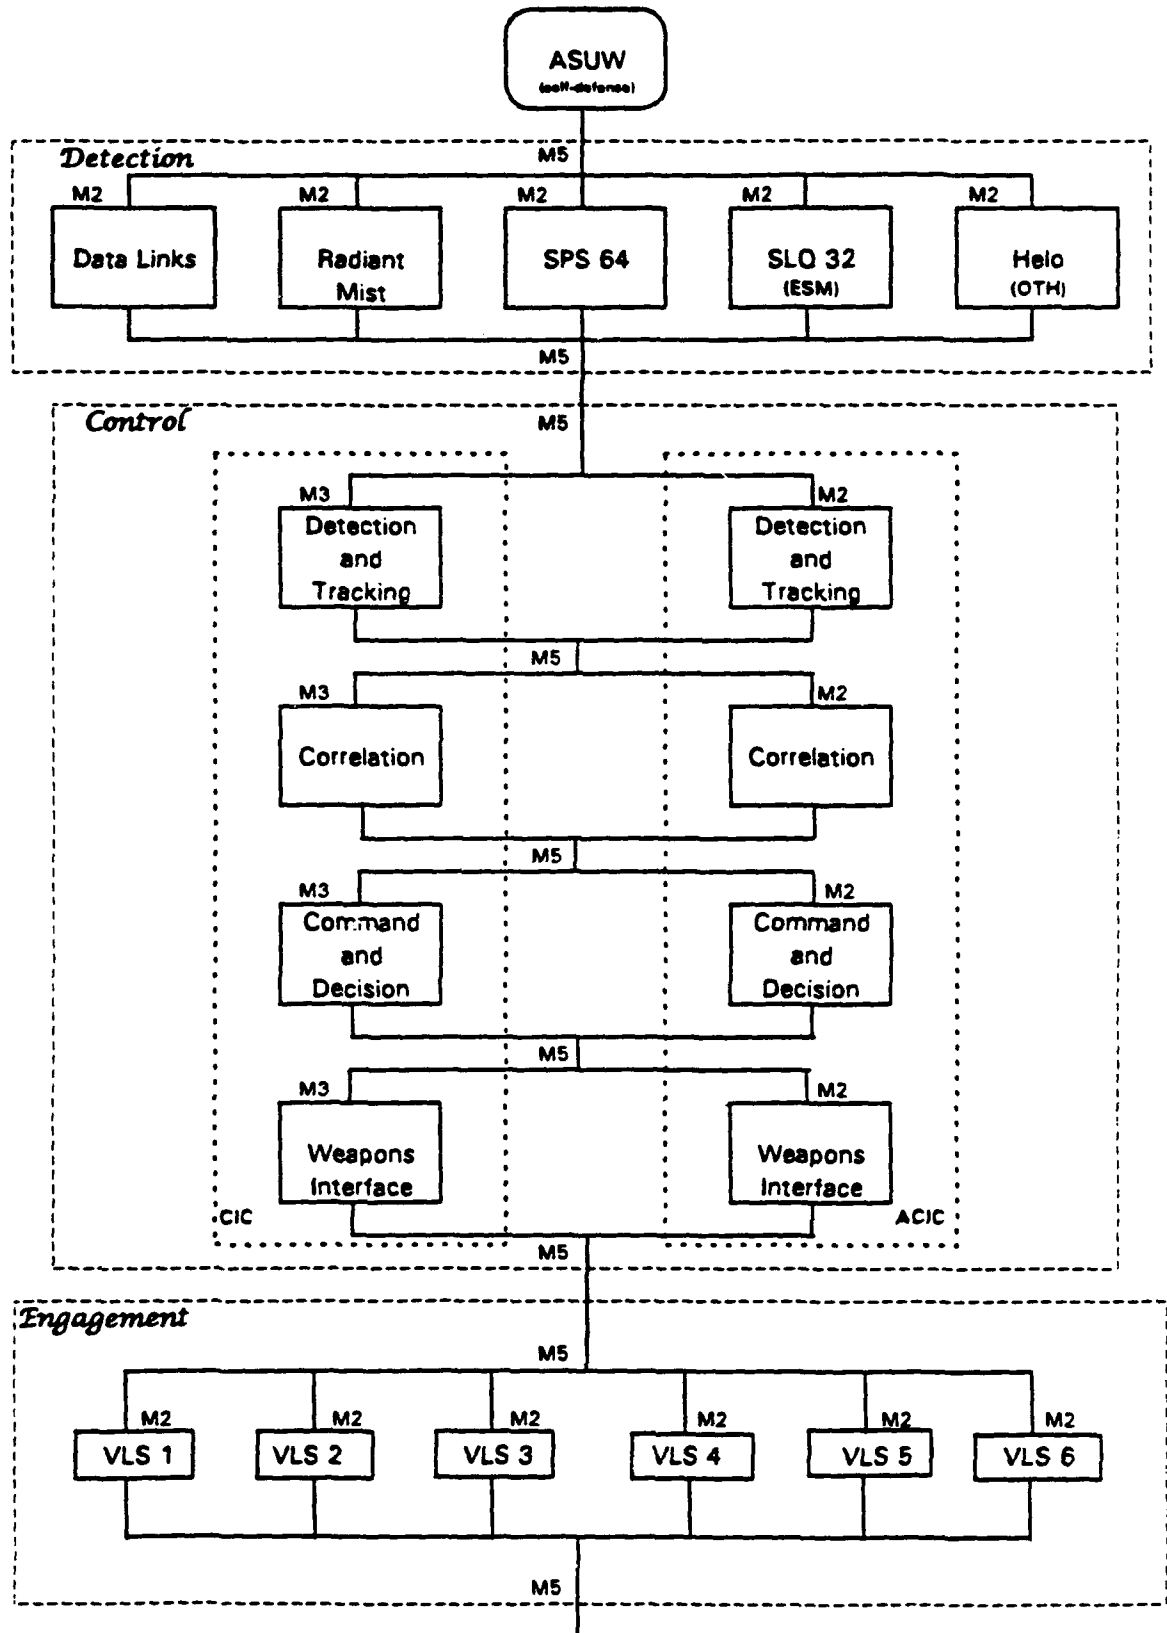 ASUW
(self-defense)
Detection
M5
M2 M2 M2 M2 M2
Data Links
Radiant
Mist
SPS 64
SLQ 32
(ESM)
Helo
(OTH)
M5
Control
M5
M3 M2
Detection
and
Tracking
Detection
and
Tracking
M5
M3 M2
Correlation
Correlation
M5
M3 M2
Command
and
Decision
Command
and
Decision
M5
M3 M2
Weapons
Interface
Weapons
Interface
CIC
ACIC
M5
Engagement
M5
M2 M2 M2 M2 M2 M2
VLS 1 VLS 2 VLS 3 VLS 4 VLS 5 VLS 6
M5